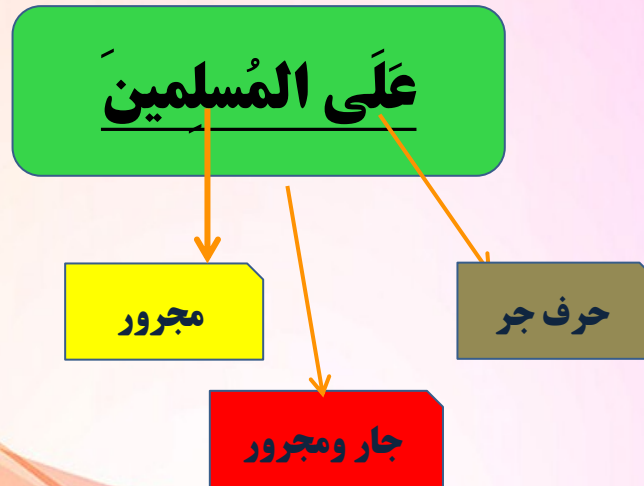 عَلَى المُسلِمينَ
حرف جر
مجرور
جار ومجرور